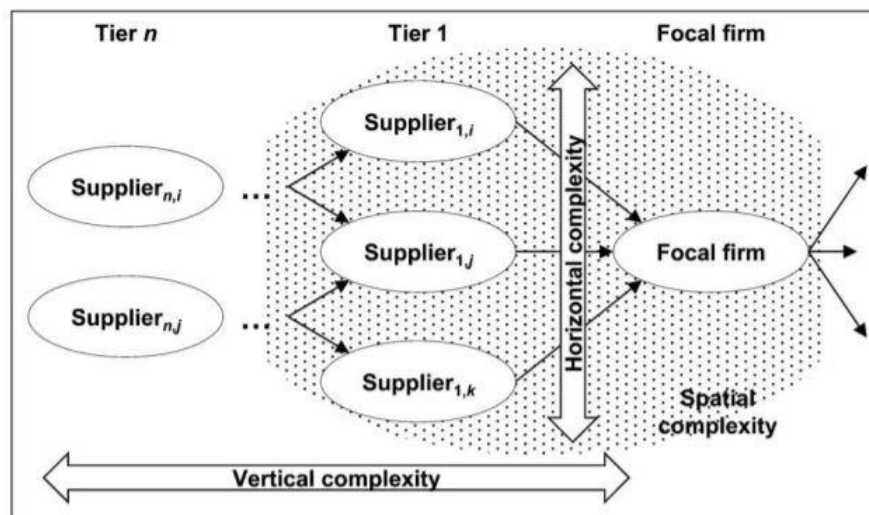 Tier n Tier 1 Focal firm
Supplier1,i
Suppliern,i ...
Horizontal complexity
Supplier1,j
Focal firm
Suppliern,j ...
Supplier1,k
Spatial
complexity
Vertical complexity